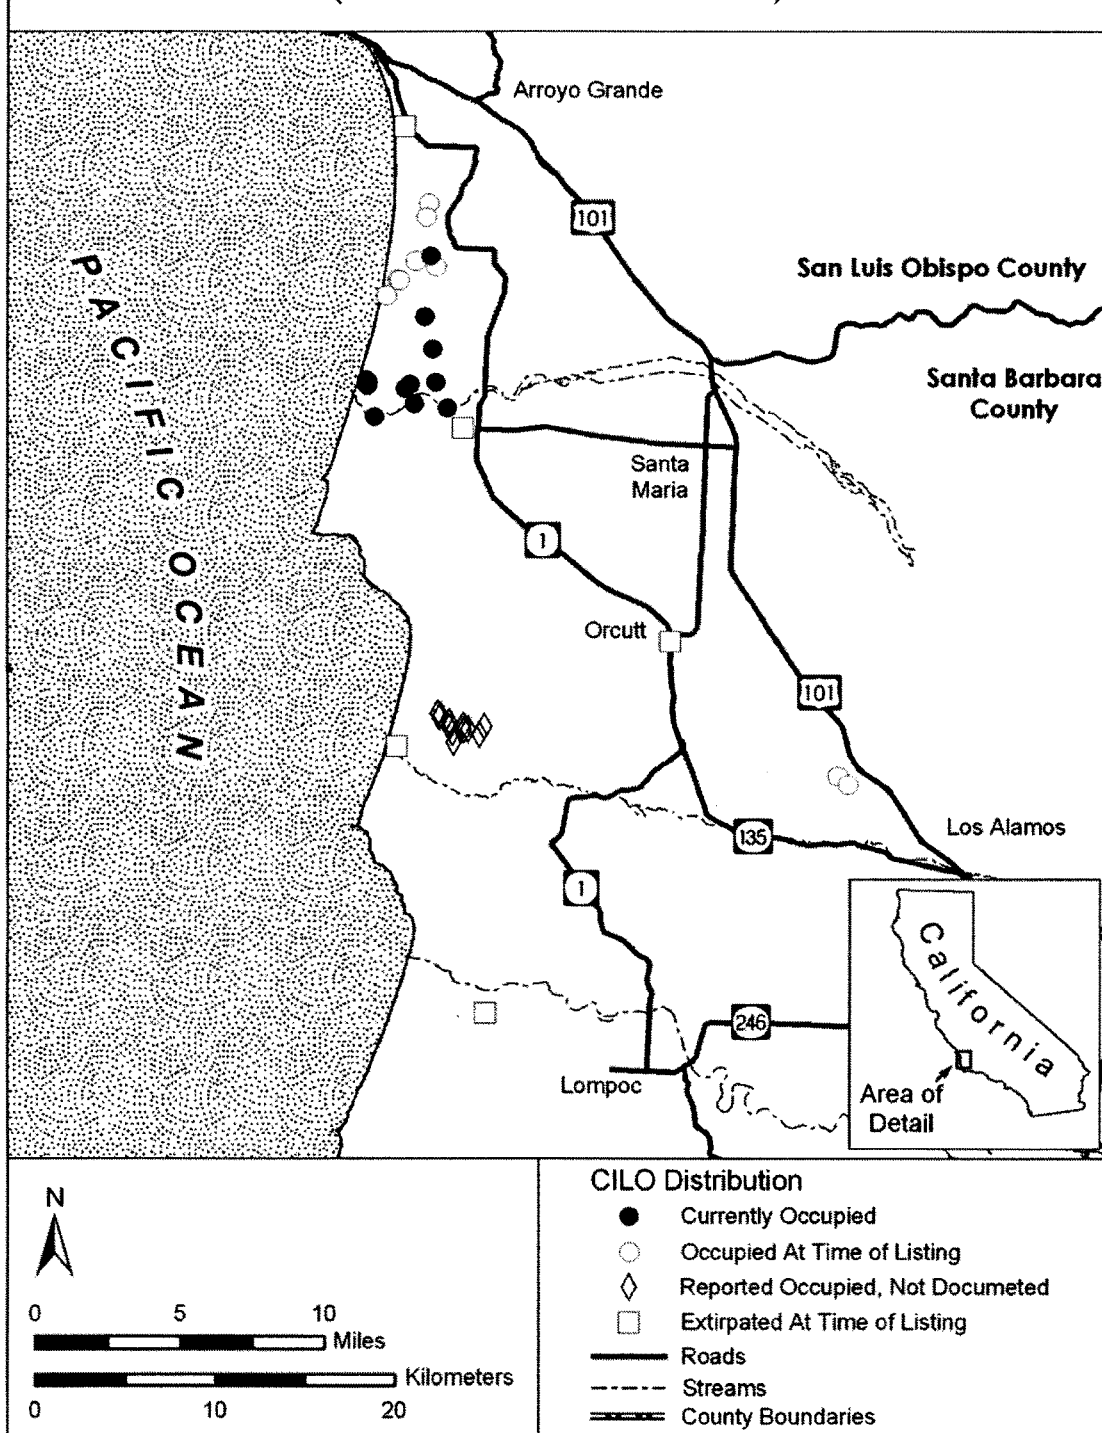 Arroyo Grande
101
San Luis Obispo County
Santa Barbara
County
PACIFIC OCEAN
Santa
Maria
1
Orcutt
101
Los Alamos
135
1
California
246
Lompoc
Area of
Detail
N
0 5 10
Miles
Kilometers
0 10 20
CILO Distribution
Currently Occupied
Occupied At Time of Listing
Reported Occupied, Not Documeted
Extirpated At Time of Listing
Roads
Streams
County Boundaries